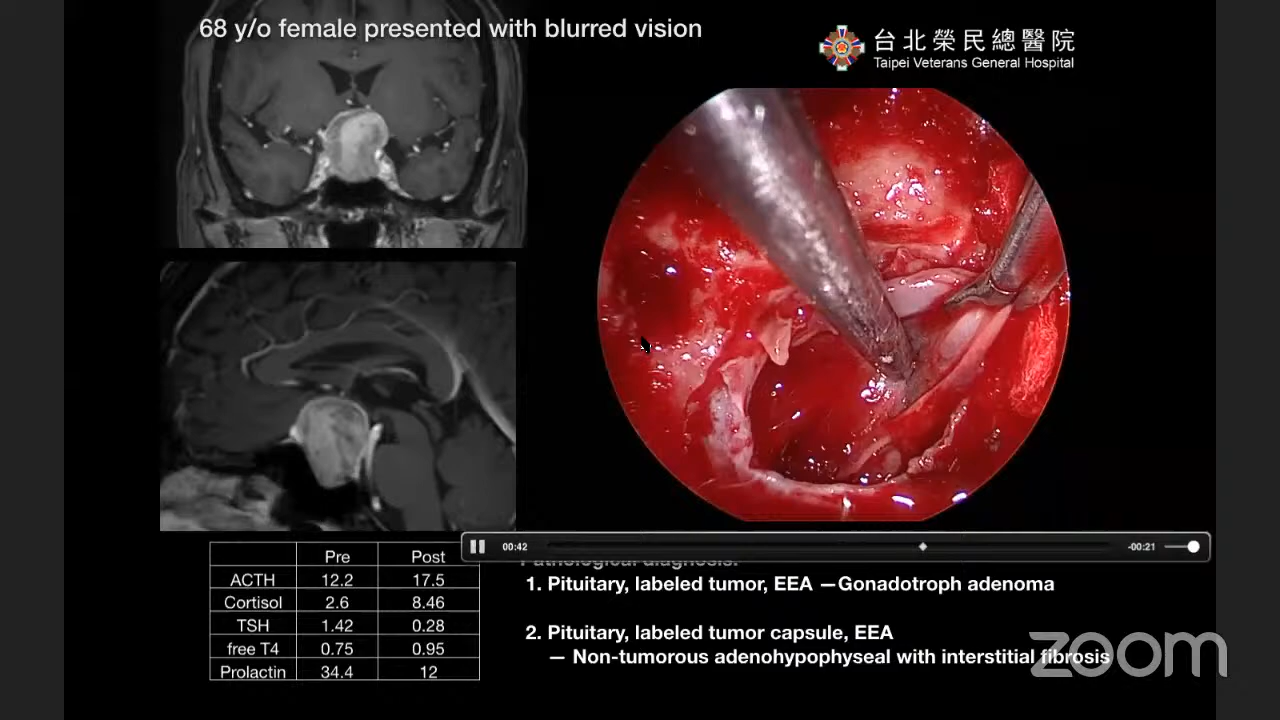 68 y/o female presented with blurred vision
台北榮民總醫院
Taipei Veterans General Hospital
00:42
-00:21
Pre Post
ACTH 12.2 17.5
Cortisol 2.6 8.46
TSH 1.42 0.28
free T4 0.75 0.95
Prolactin 34.4 12
Pathological diagnosis:
1. Pituitary, labeled tumor, EEA —Gonadotroph adenoma
2. Pituitary, labeled tumor capsule, EEA
— Non-tumorous adenohypophyseal with interstitial fibrosis
zoom